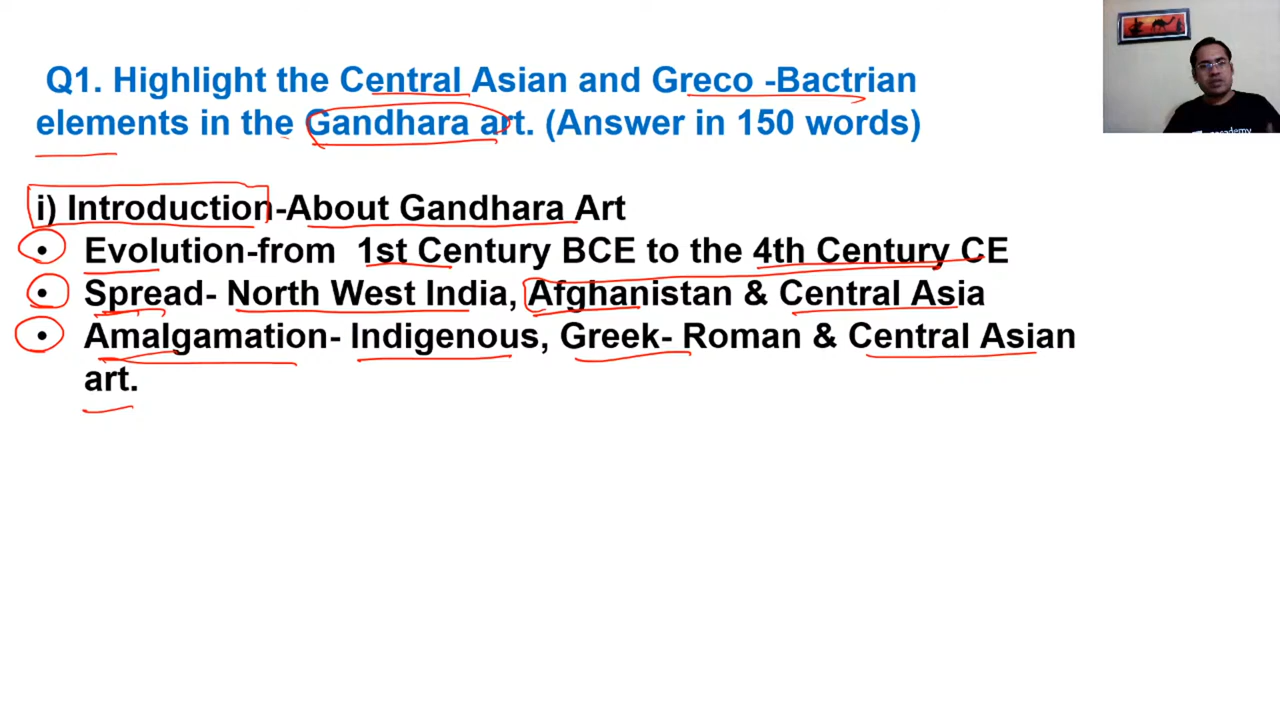 Q1. Highlight the Central Asian and Greco -Bactrian
elements in the Gandhara art. (Answer in 150 words)
i) Introduction-About Gandhara Art
• Evolution-from 1st Century BCE to the 4th Century CE
• Spread- North West India, Afghanistan & Central Asia
• Amalgamation- Indigenous, Greek- Roman & Central Asian
art.